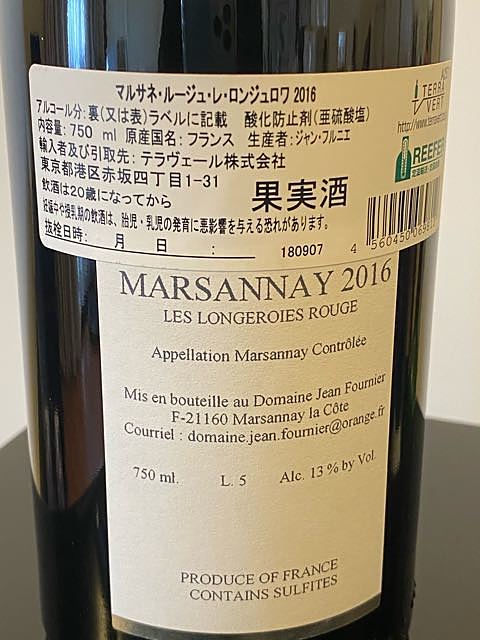 マルサネ・ルージュ・レ・ロンジュロワ 2016
アルコール分:裏(又は表)ラベルに記載 酸化防止剤(亜硫酸塩)
内容量:750 ml 原産国名:フランス 生産者:ジャン・フルニエ
輸入者及び引取先:テラヴェール株式会社
東京都港区赤坂四丁目1-31
飲酒は20歳になってから
果実酒
妊娠中や授乳期の飲酒は、胎児・乳児の発育に悪影響を与える恐れがあります。
抜栓日時: 月 日 :
180907
TERRA
VERT
REEFER
MARSANNAY 2016
LES LONGEROIES ROUGE
Appellation Marsannay Contrôlée
Mis en bouteille au Domaine Jean Fournier
F-21160 Marsannay la Côte
Courriel : domaine.jean.fournier@orange.fr
750 ml. L. 5 Alc. 13 % by Vol.
PRODUCE OF FRANCE
CONTAINS SULFITES